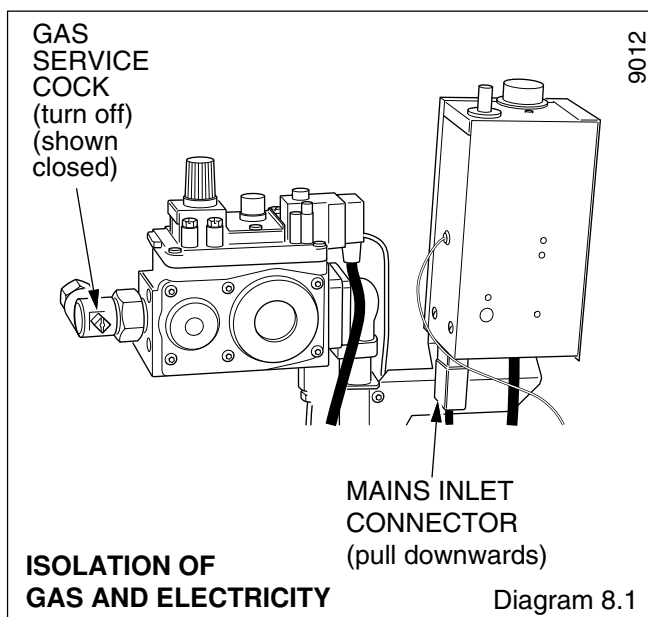 GAS
SERVICE
COCK
(turn off)
(shown
closed)
9012
MAINS INLET
CONNECTOR
(pull downwards)
ISOLATION OF
GAS AND ELECTRICITY
Diagram 8.1